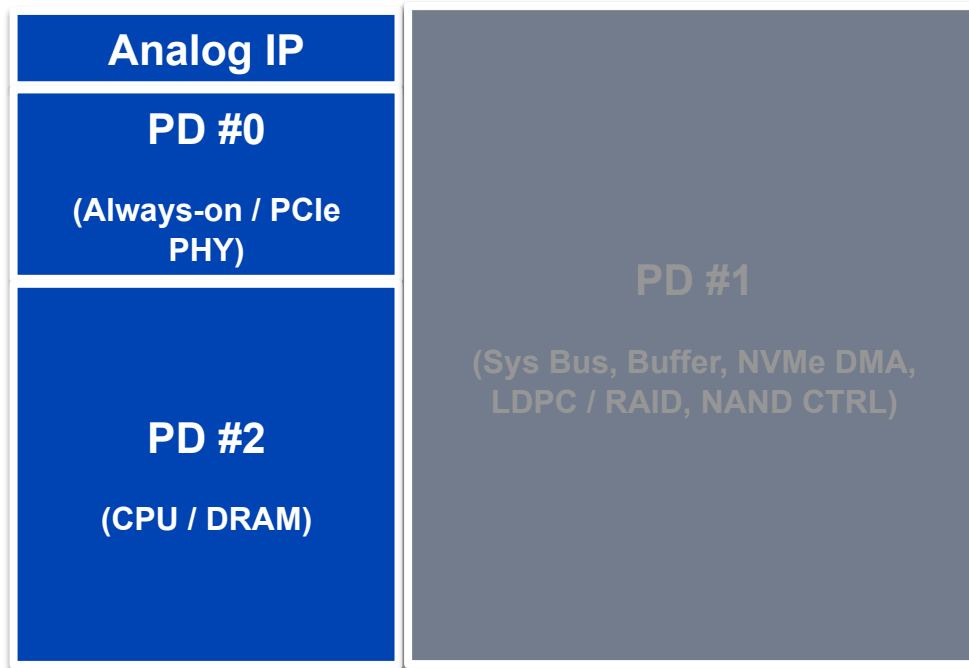 Analog IP
PD #0
(Always-on / PCIe
PHY)
PD #2
(CPU / DRAM)
PD #1
(Sys Bus, Buffer, NVMe DMA,
LDPC / RAID, NAND CTRL)